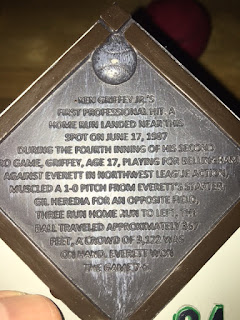 -KEN GRIFFEY JR.'S
FIRST PROFESSIONAL HIT, A
HOME RUN LANDED NEAR THIS
SPOT ON JUNE 17, 1987
DURING THE FOURTH INNING OF HIS SECOND
GAME, GRIFFEY, AGE 17, PLAYING FOR
AGAINST EVERETT IN NORTHWEST LEAGUE ACTION,
MUSCLED A 1-0 PITCH FROM EVERETT'S
GIL HEREDIA FOR AN OPPOSITE FIELD
THREE RUN HOME RUN TO LEFT. THE
BALL TRAVELED APPROXIMATELY 387
FEET, A CROWD OF 3,122 WAS
ON HAND. EVERETT WON
THE GAME